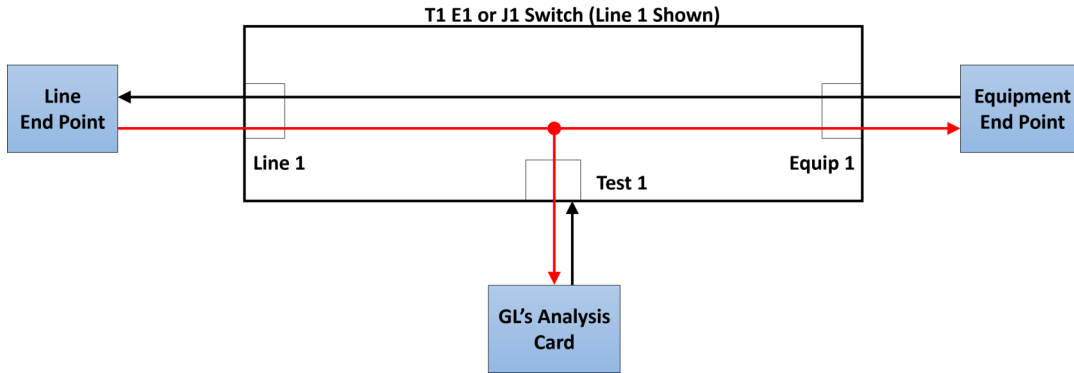 T1 E1 or J1 Switch (Line 1 Shown)
Line
End Point
Equipment
End Point
Line 1
Test 1
Equip 1
GL's Analysis
Card